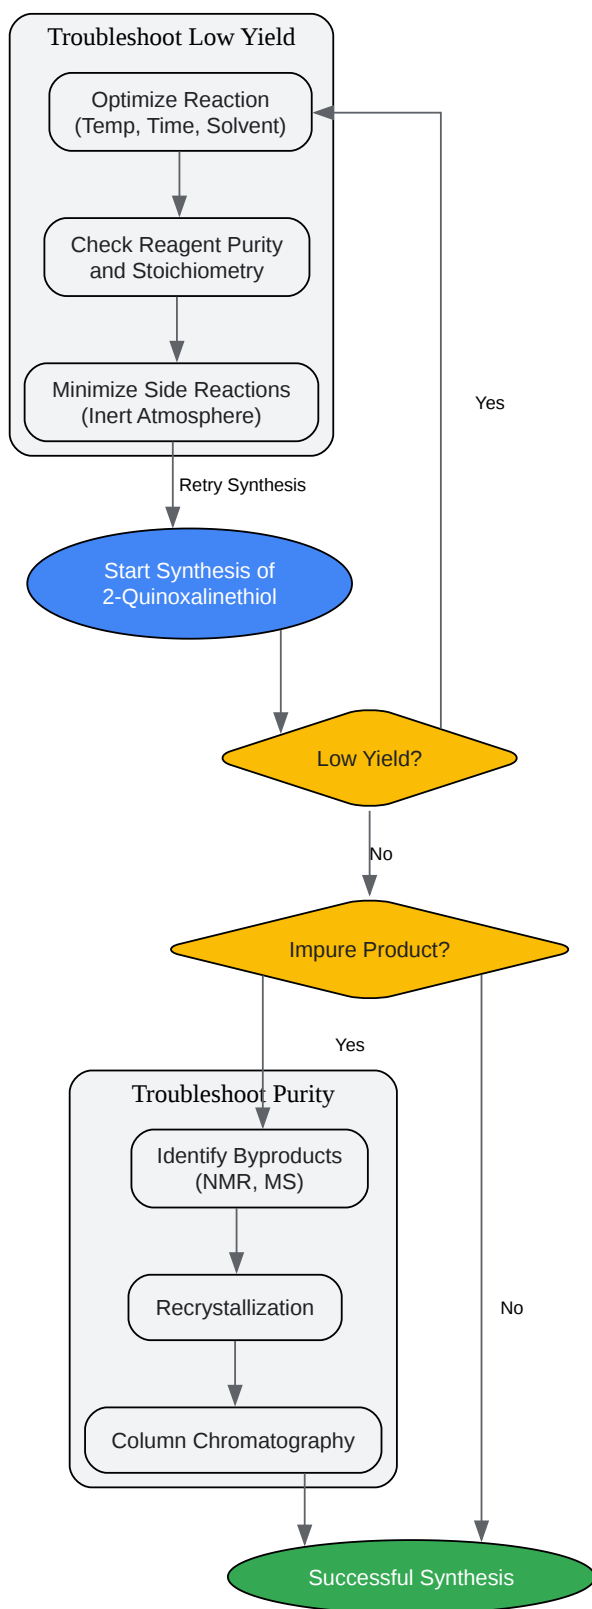 Troubleshoot Low Yield
Optimize Reaction
(Temp, Time, Solvent)
Check Reagent Purity
and Stoichiometry
Yes
Minimize Side Reactions
(Inert Atmosphere)
Retry Synthesis
Start Synthesis of
2-Quinoxalinethiol
Low Yield?
No
Impure Product?
Yes
Troubleshoot Purity
Identify Byproducts
(NMR, MS)
Recrystallization
No
Column Chromatography
Successful Synthesis